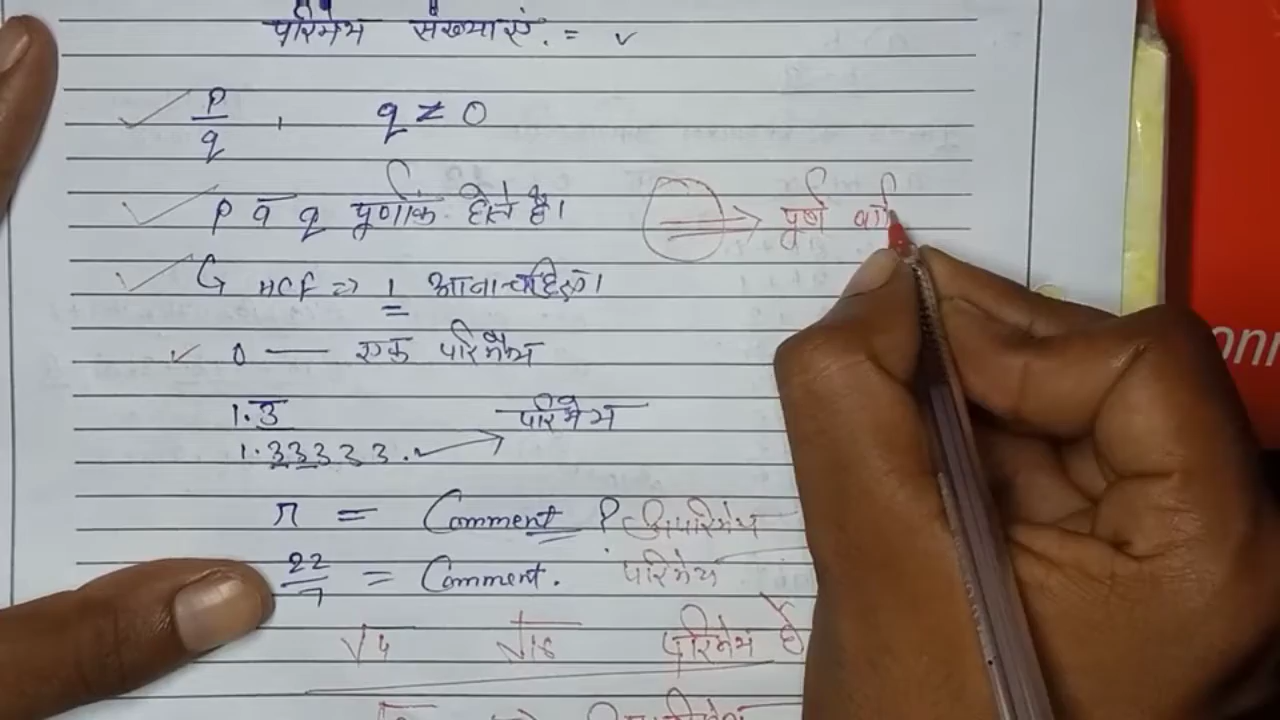 परिमेय संख्याएं. = ✓
✓ p/q , q ≠ 0
✓ p व q पूर्णांक होते है।
→ पूर्ण वर्ग
✓ HCF => 1 आना चाहिए।
✓ 0 — एक परिमेय
1.3̅ परिमेय
1.33333. →
π = Comment ? अपरिमेय
22/7 = Comment. परिमेय
√4 √16 परिमेय है